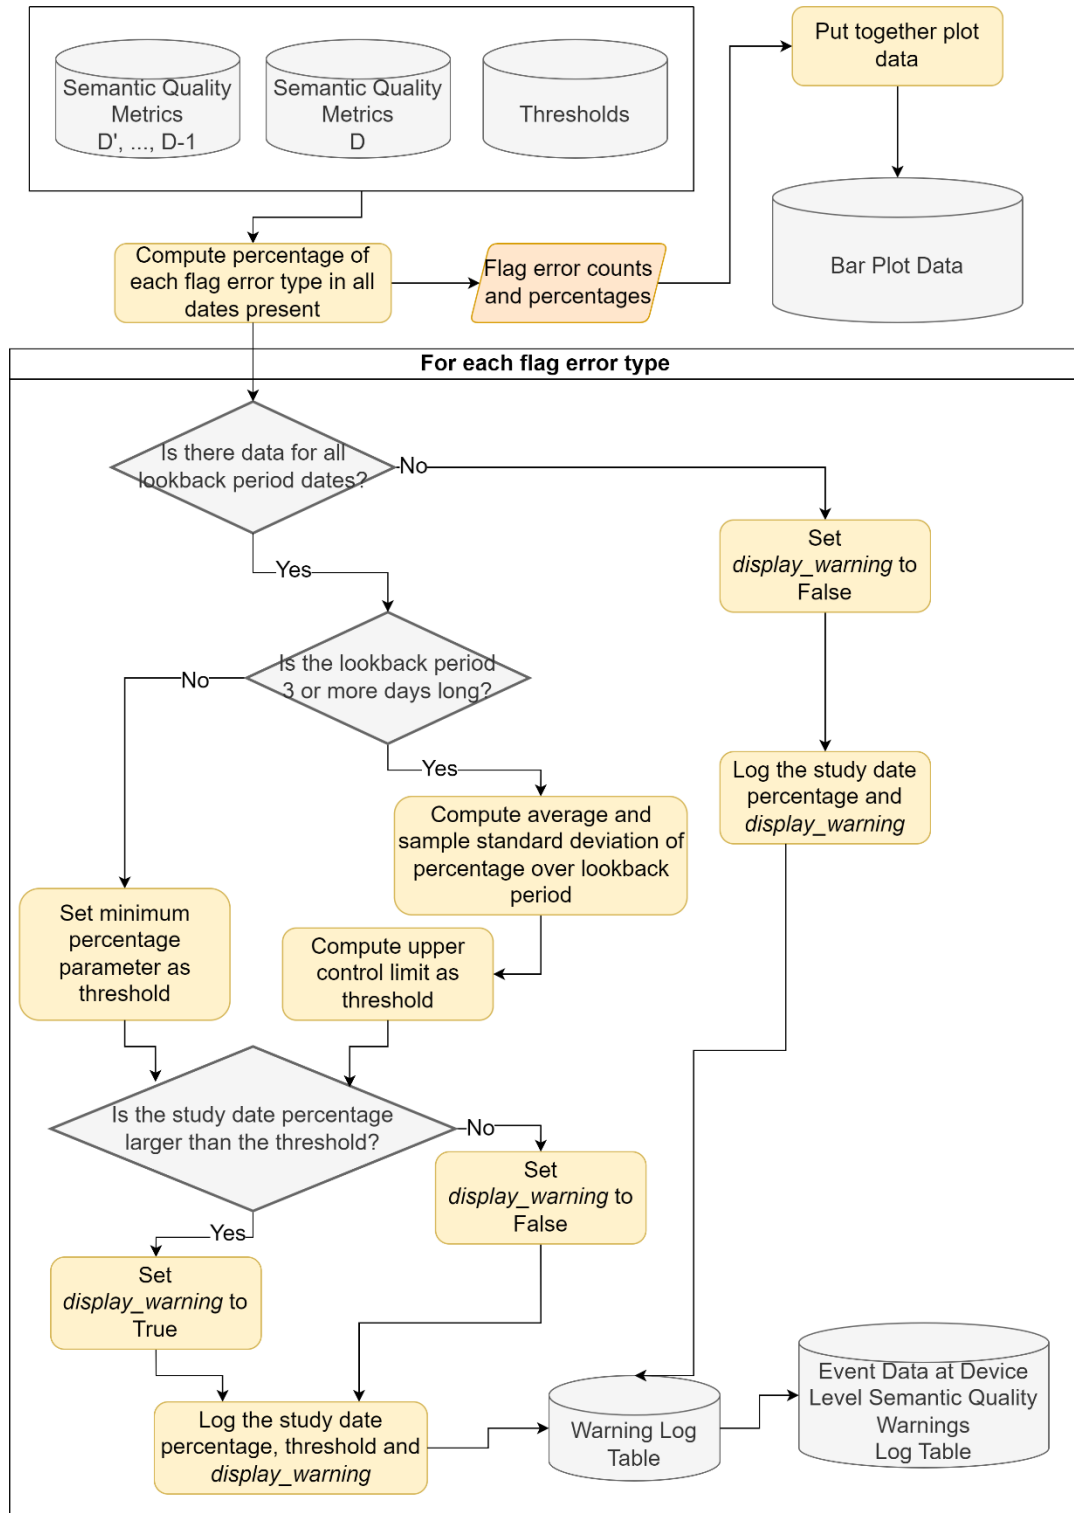 Semantic Quality
Metrics
D', ..., D-1
Semantic Quality
Metrics
D
Thresholds
Put together plot
data
Bar Plot Data
Compute percentage of
each flag error type in all
dates present
Flag error counts
and percentages
For each flag error type
Is there data for all
lookback period dates?
No
Yes
Set
display_warning to
False
Is the lookback period
3 or more days long?
No
Yes
Log the study date
percentage and
display_warning
Compute average and
sample standard deviation of
percentage over lookback
period
Set minimum
percentage
parameter as
threshold
Compute upper
control limit as
threshold
Is the study date percentage
larger than the threshold?
No
Yes
Set
display_warning to
False
Set
display_warning to
True
Log the study date
percentage, threshold and
display_warning
Warning Log
Table
Event Data at Device
Level Semantic Quality
Warnings
Log Table